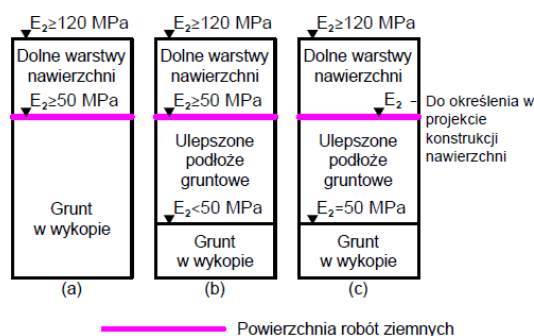 E₂≥120 MPa
Dolne warstwy
nawierzchni
E₂≥50 MPa
Grunt
w wykopie
(a)
E₂≥120 MPa
Dolne warstwy
nawierzchni
E₂≥50 MPa
Ulepszone
podłoże
gruntowe
E₂<50 MPa
Grunt
w wykopie
(b)
E₂≥120 MPa
Dolne warstwy
nawierzchni
E₂ –
Do określenia w
projekcie
konstrukcji
nawierzchni
Ulepszone
podłoże
gruntowe
E₂=50 MPa
Grunt
w wykopie
(c)
Powierzchnia robót ziemnych